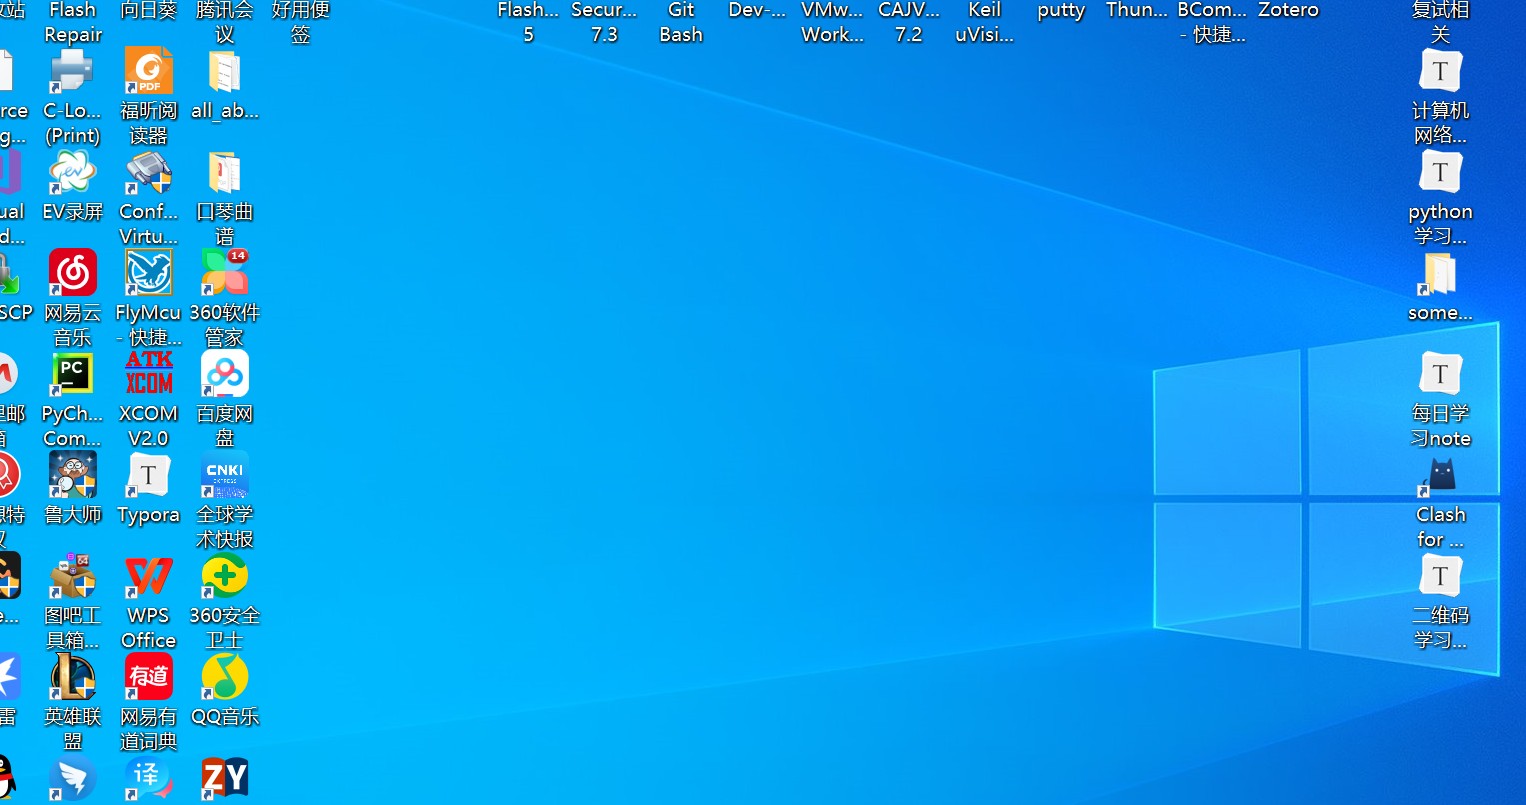 站
Flash
Repair
向日葵
腾讯会
议
好用便
签
Flash...
5
Secur...
7.3
Git
Bash
Dev-...
VMw...
Work...
CAJV...
7.2
Keil
uVisi...
putty
Thun...
BCom...
- 快捷...
Zotero
复试相
关
rce
g...
C-Lo...
(Print)
PDF
福昕阅
读器
all_ab...
T
计算机
网络...
ual
d...
ev
EV录屏
Conf...
Virtu...
口琴曲
谱
T
python
学习...
SCP
网易云
音乐
FlyMcu
- 快捷...
14
360软件
管家
some...
邮
箱
PC
PyCh...
Com...
ATK
XCOM
XCOM
V2.0
百度网
盘
T
每日学
习note
特
鲁大师
T
Typora
CNKI
EXPRESS
全球学
术快报
Clash
for ...
e...
图吧工
具箱...
WPS
Office
360安全
卫士
T
二维码
学习...
雷
L
英雄联
盟
有道
网易有
道词典
QQ音乐
译
ZY